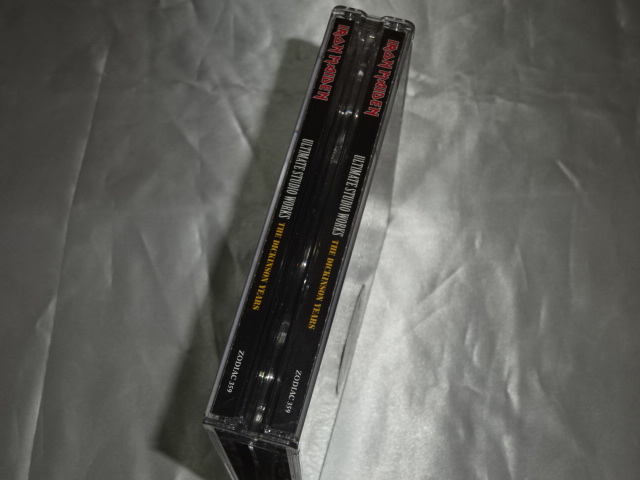 IRON MAIDEN ULTIMATE STUDIO WORKS THE DICKINSON YEARS ZODIAC 359
IRON MAIDEN ULTIMATE STUDIO WORKS THE DICKINSON YEARS ZODIAC 359